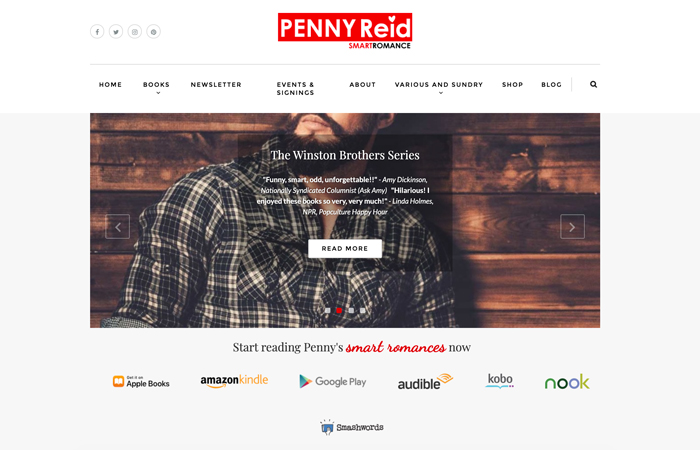 PENNY Reid
SMARTROMANCE
HOME BOOKS NEWSLETTER EVENTS & SIGNINGS ABOUT VARIOUS AND SUNDRY SHOP BLOG
The Winston Brothers Series
"Funny, smart, odd, unforgettable!!" - Amy Dickinson,
Nationally Syndicated Columnist (Ask Amy) "Hilarious! I
enjoyed these books so very, very much!" - Linda Holmes,
NPR, Popculture Happy Hour
READ MORE
Start reading Penny's smart romances now
Get it on
Apple Books
amazonkindle
Google Play
audible
kobo
nook
Smashwords